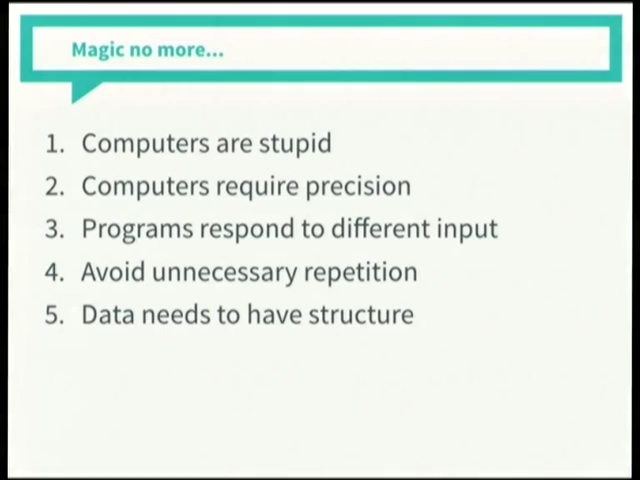 Magic no more...
1. Computers are stupid
2. Computers require precision
3. Programs respond to different input
4. Avoid unnecessary repetition
5. Data needs to have structure